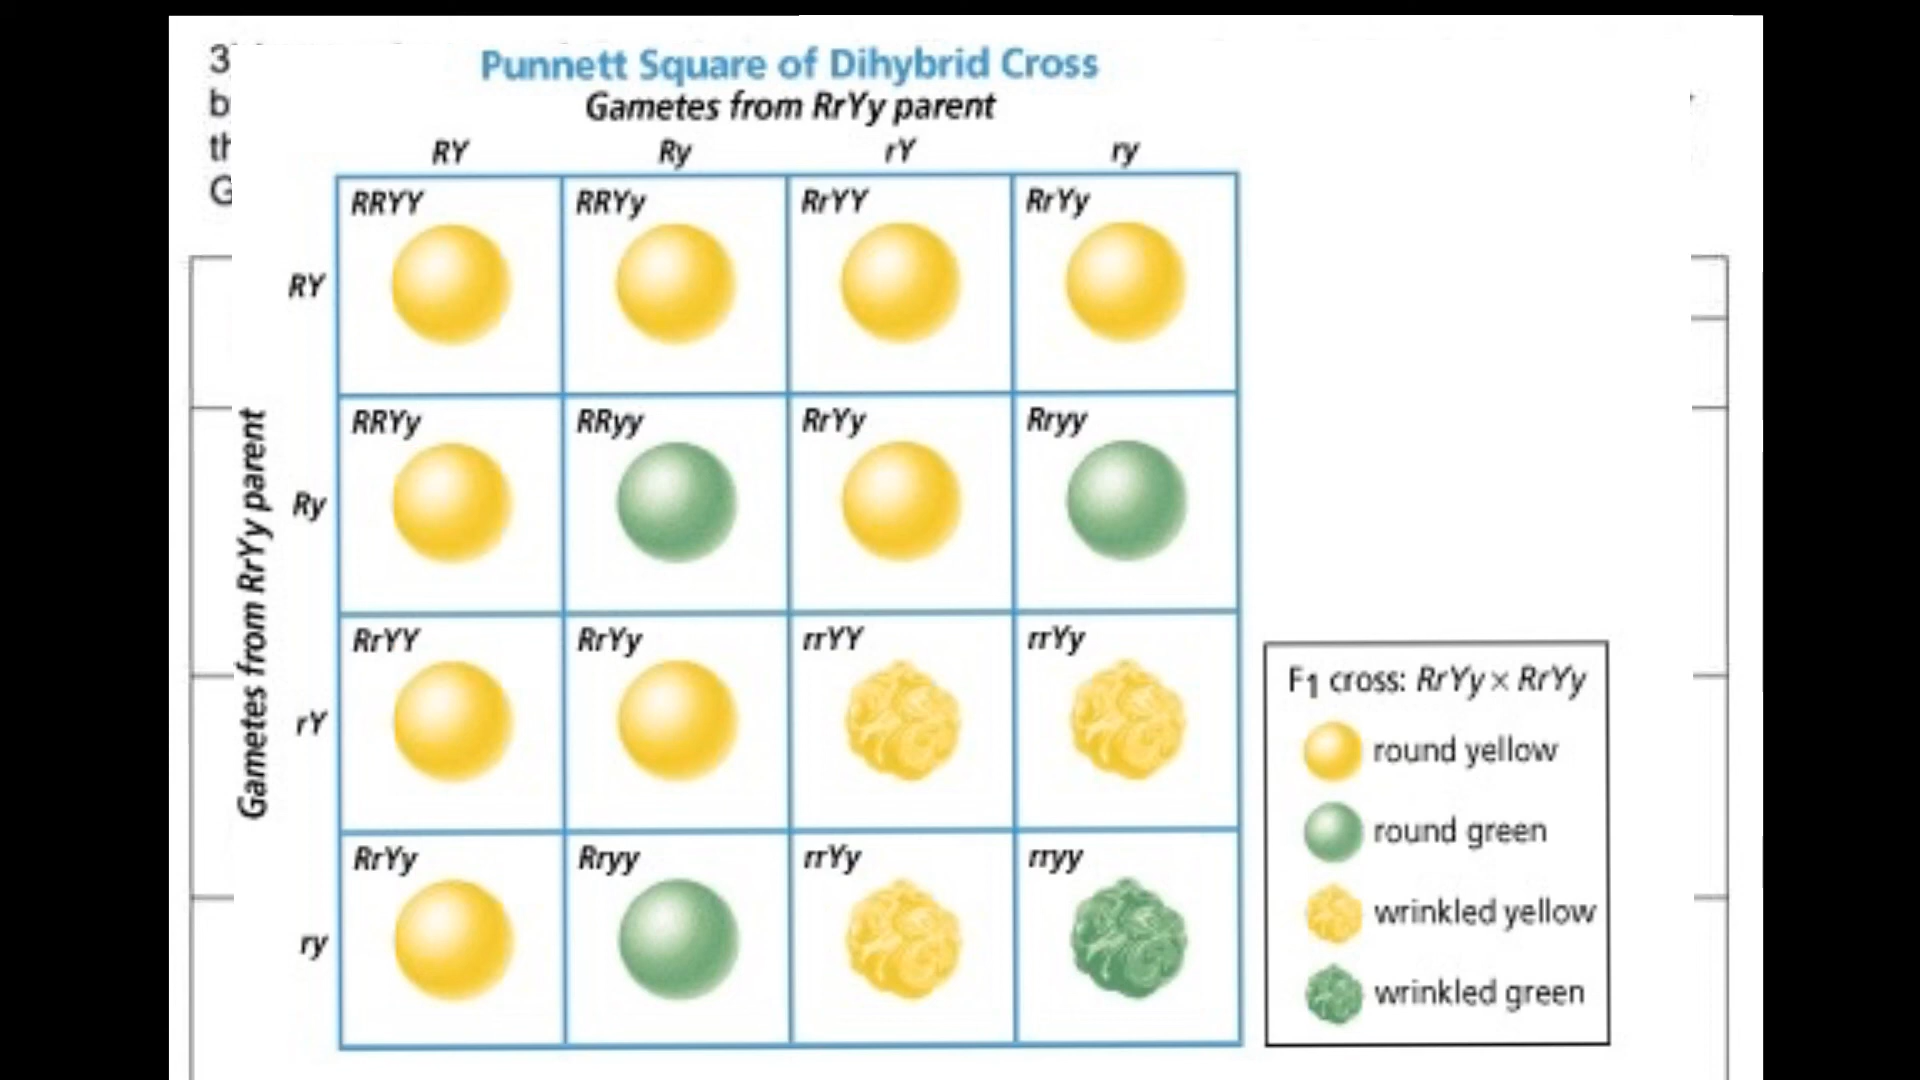 3
b
th
G
Punnett Square of Dihybrid Cross
Gametes from RrYy parent
RY Ry rY ry
RRYY RRYy RrYY RrYy
RY
RRYy RRyy RrYy Rryy
Ry
RrYY RrYy rrYY rrYy
rY
RrYy Rryy rrYy rryy
ry
Gametes from RrYy parent
F1 cross: RrYy × RrYy
round yellow
round green
wrinkled yellow
wrinkled green